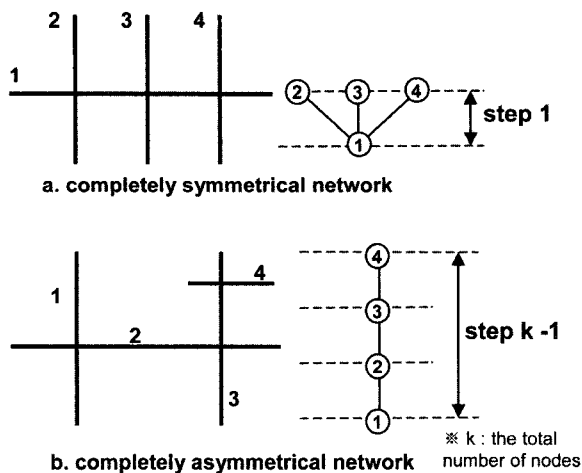 2 3 4
1
2 3 4
step 1
1
a. completely symmetrical network
4
1
4
2
3
3
step k -1
2
1
※ k : the total
number of nodes
b. completely asymmetrical network